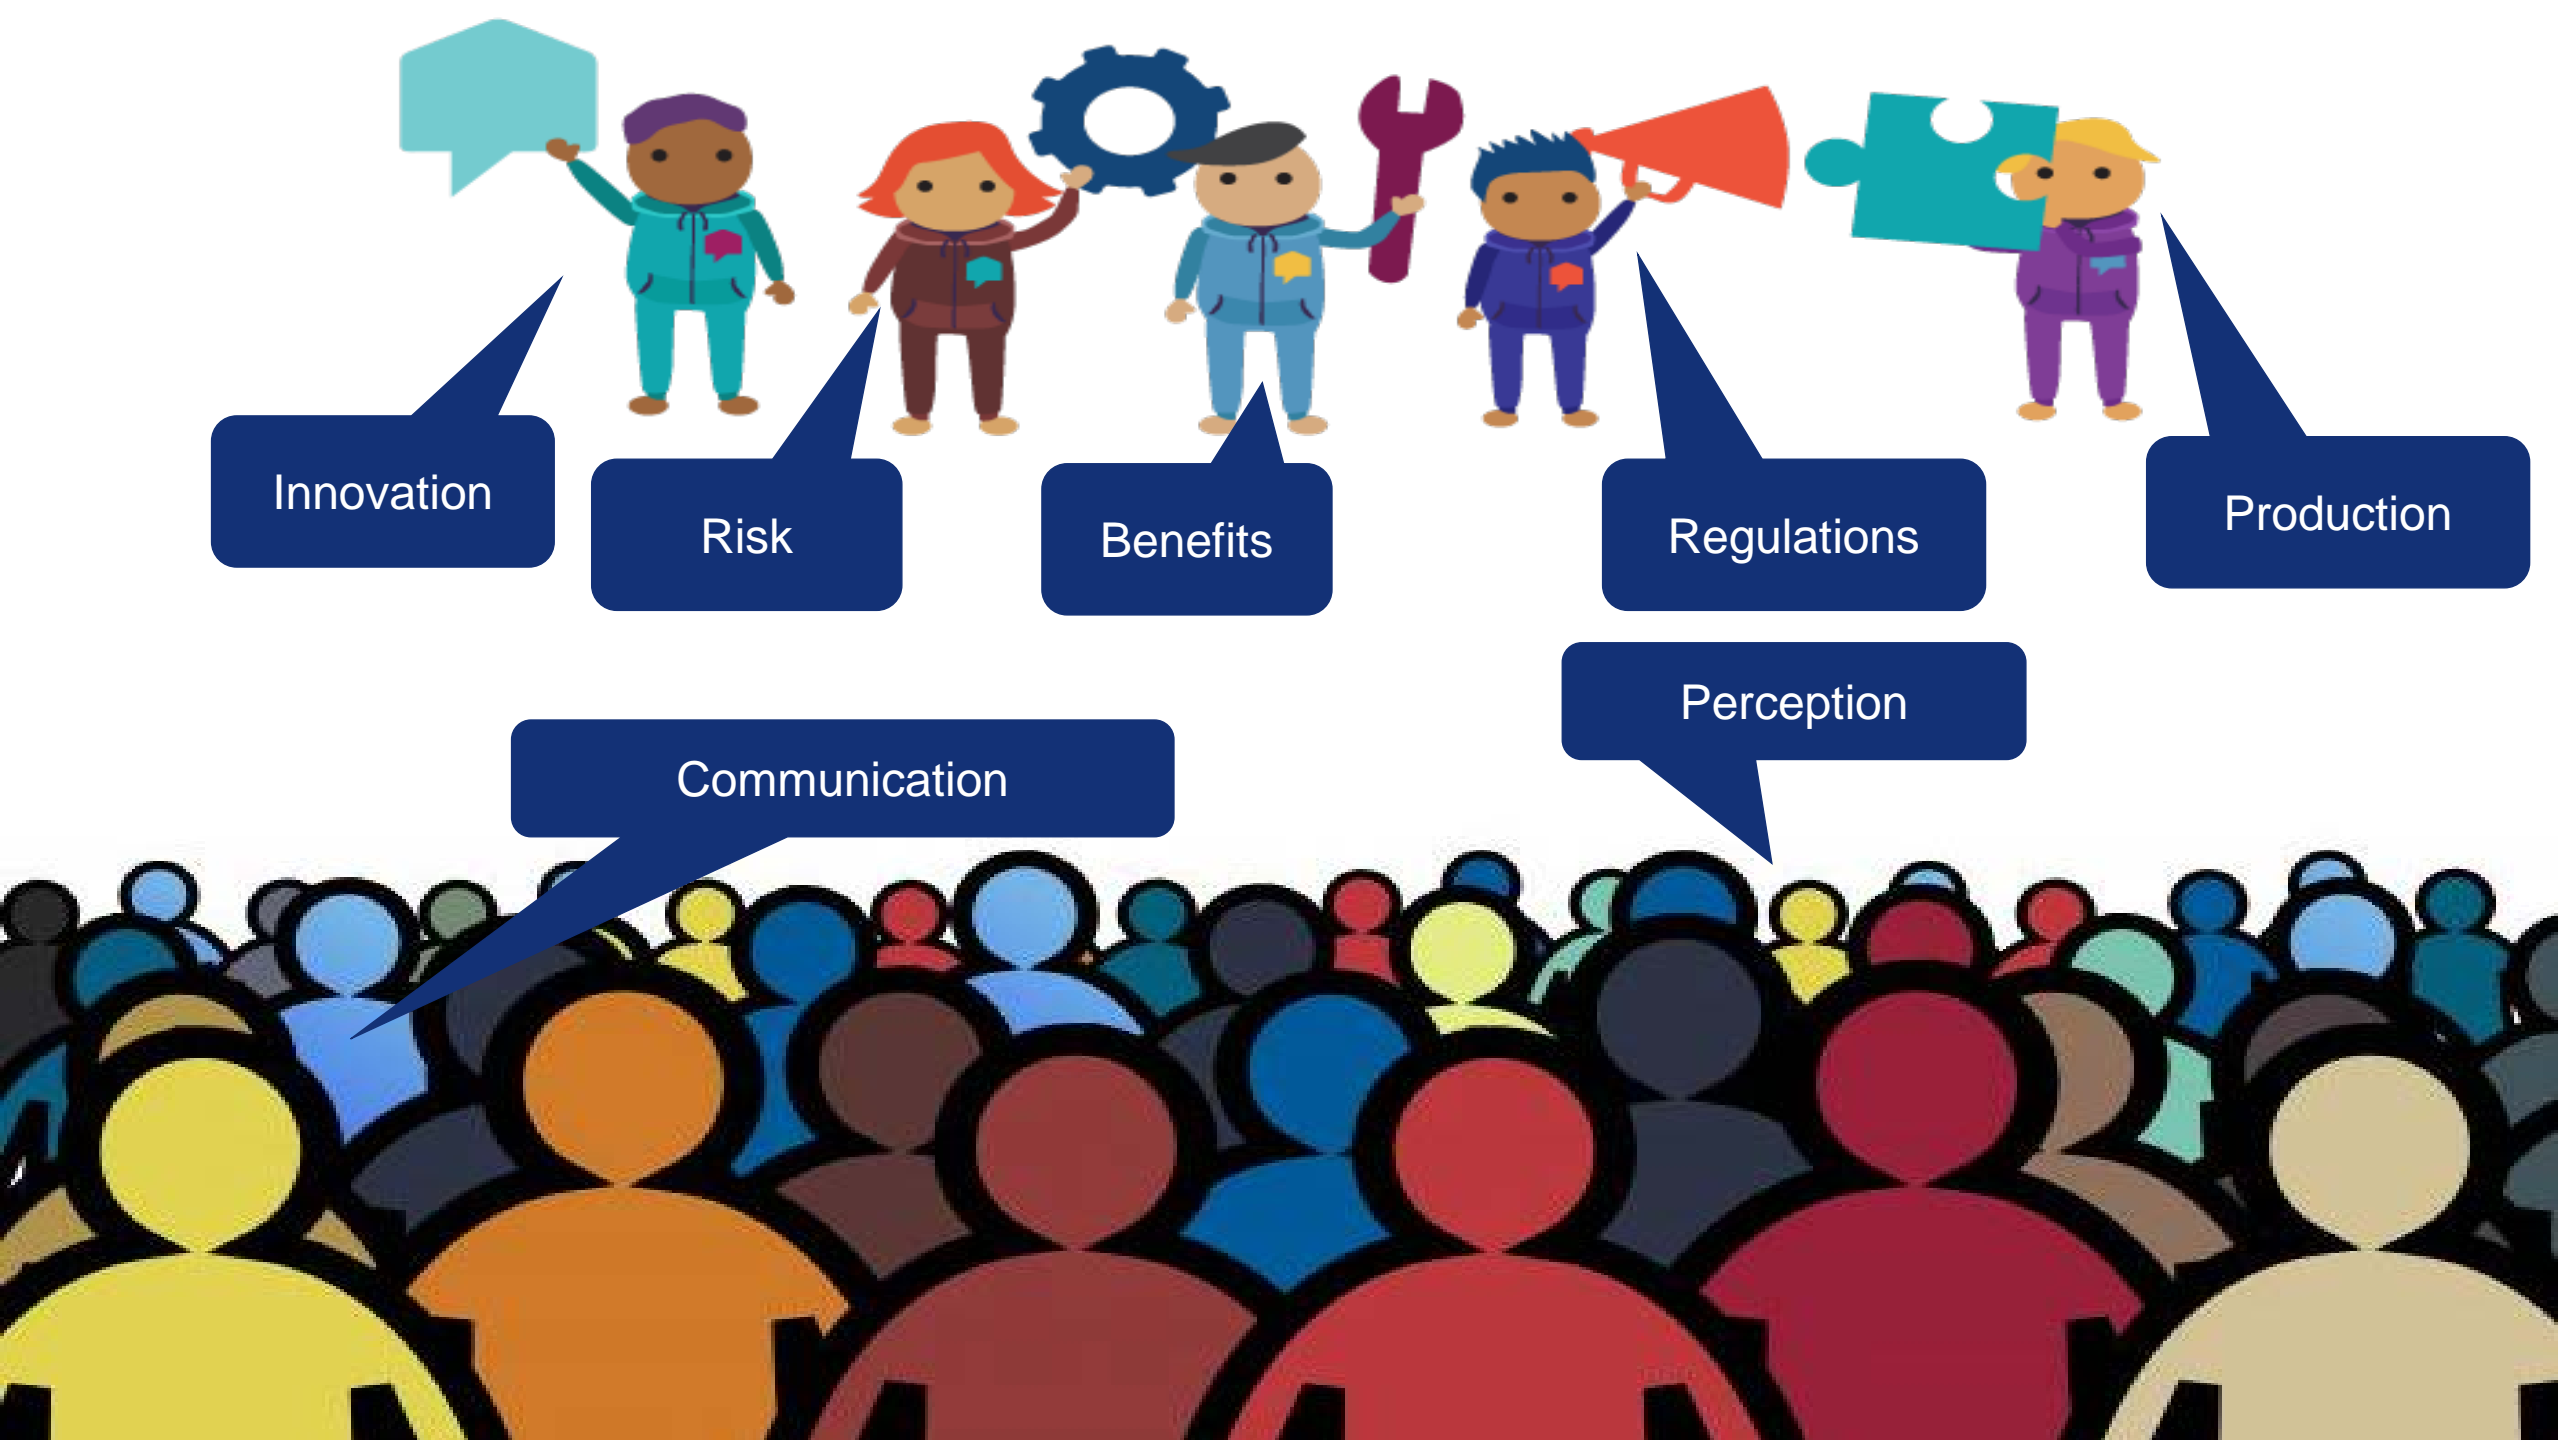 Innovation
Risk
Benefits
Regulations
Production
Perception
Communication